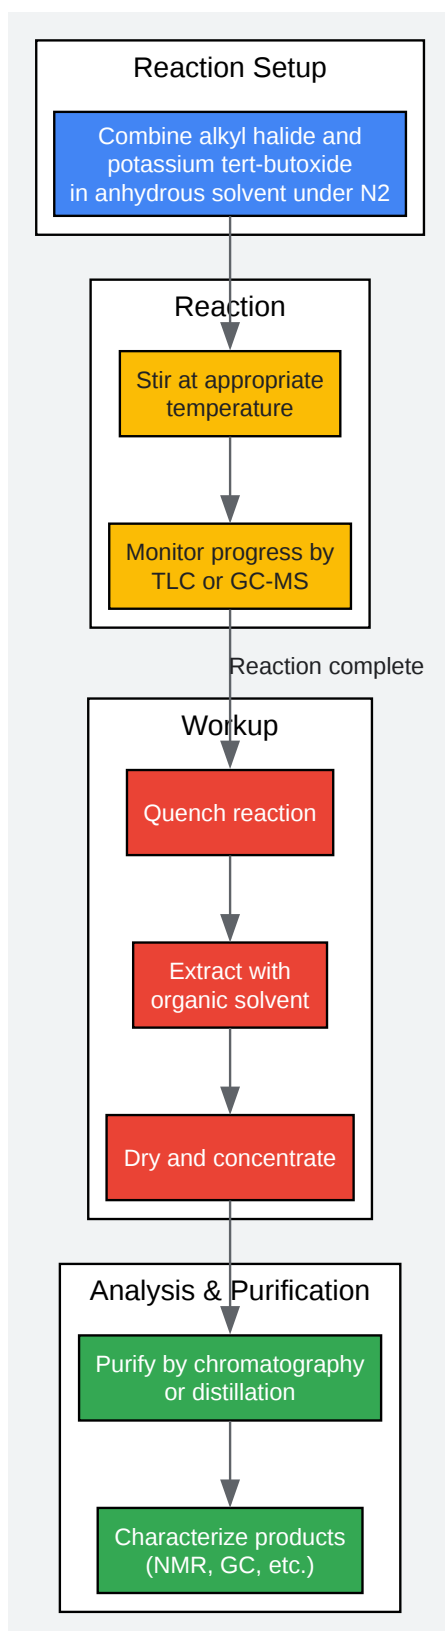 Reaction Setup
Combine alkyl halide and
potassium tert-butoxide
in anhydrous solvent under N2
Reaction
Stir at appropriate
temperature
Monitor progress by
TLC or GC-MS
Reaction complete
Workup
Quench reaction
Extract with
organic solvent
Dry and concentrate
Analysis & Purification
Purify by chromatography
or distillation
Characterize products
(NMR, GC, etc.)